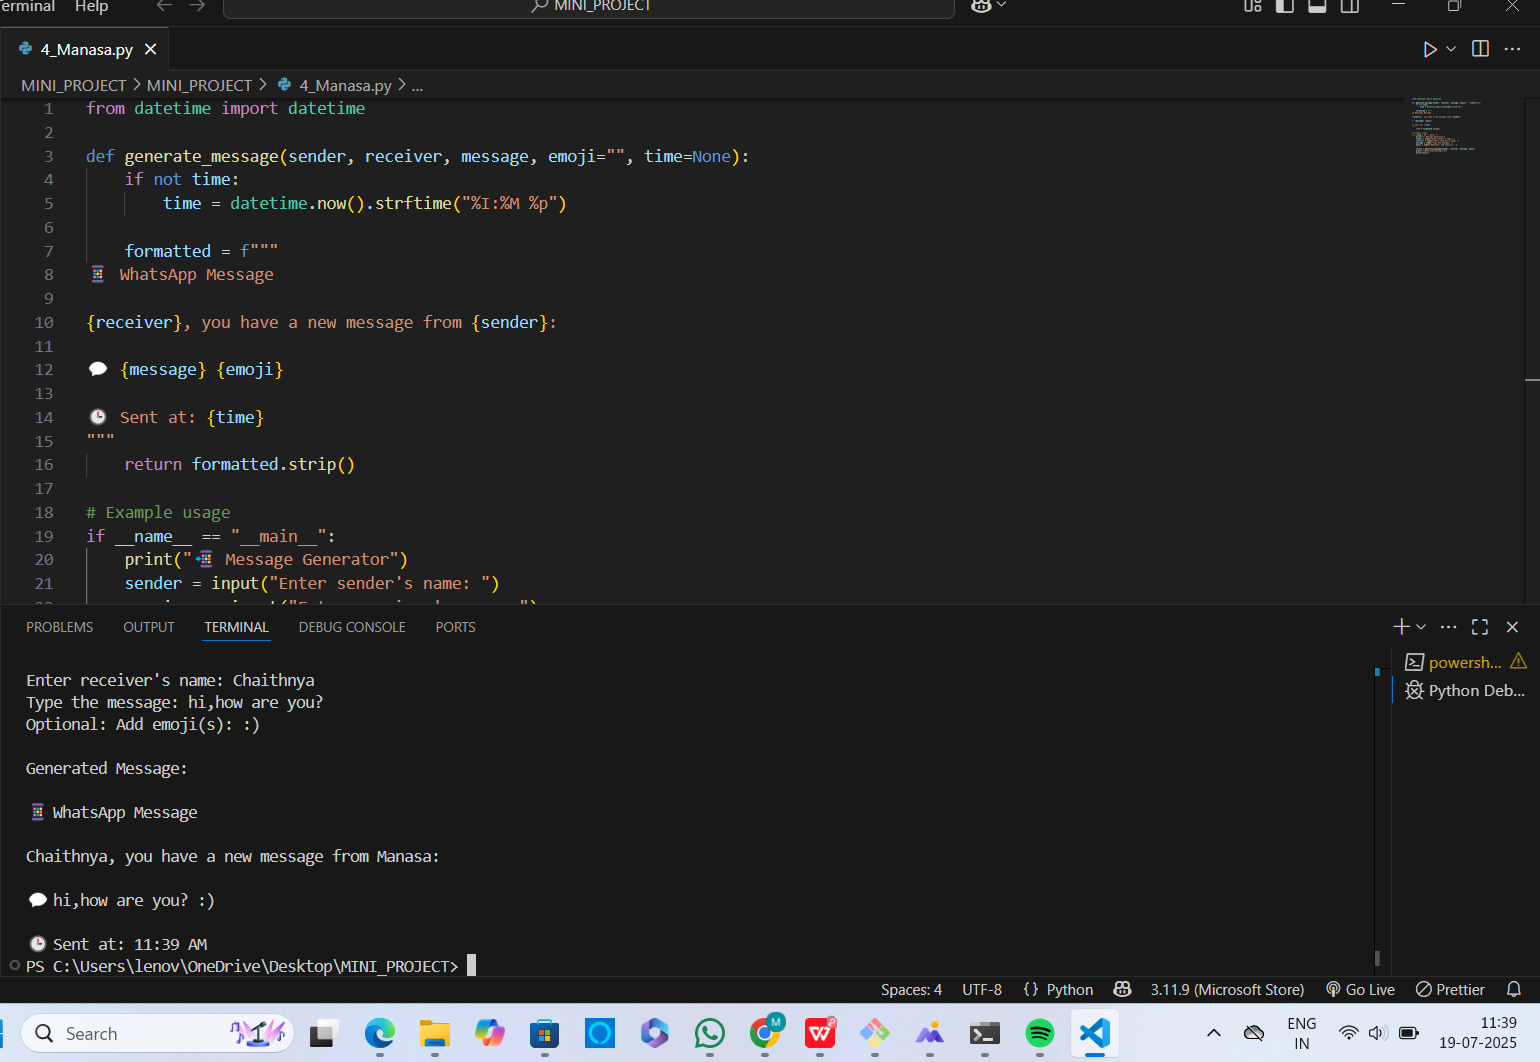 erminal Help MINI_PROJECT
4_Manasa.py
MINI_PROJECT > MINI_PROJECT > 4_Manasa.py > ...
1 from datetime import datetime
2
3 def generate_message(sender, receiver, message, emoji="", time=None):
4 if not time:
5 time = datetime.now().strftime("%I:%M %p")
6
7 formatted = f"""
8 📱 WhatsApp Message
9
10 {receiver}, you have a new message from {sender}:
11
12 💬 {message} {emoji}
13
14 🕒 Sent at: {time}
15 """
16 return formatted.strip()
17
18 # Example usage
19 if __name__ == "__main__":
20 print("📲 Message Generator")
21 sender = input("Enter sender's name: ")
PROBLEMS OUTPUT TERMINAL DEBUG CONSOLE PORTS
powersh...
Python Deb...
Enter receiver's name: Chaithnya
Type the message: hi,how are you?
Optional: Add emoji(s): :)
Generated Message:
📱 WhatsApp Message
Chaithnya, you have a new message from Manasa:
💬 hi,how are you? :)
🕒 Sent at: 11:39 AM
PS C:\Users\lenov\OneDrive\Desktop\MINI_PROJECT>
Spaces: 4 UTF-8 {} Python 3.11.9 (Microsoft Store) Go Live Prettier
Search M ENG 11:39
IN 19-07-2025